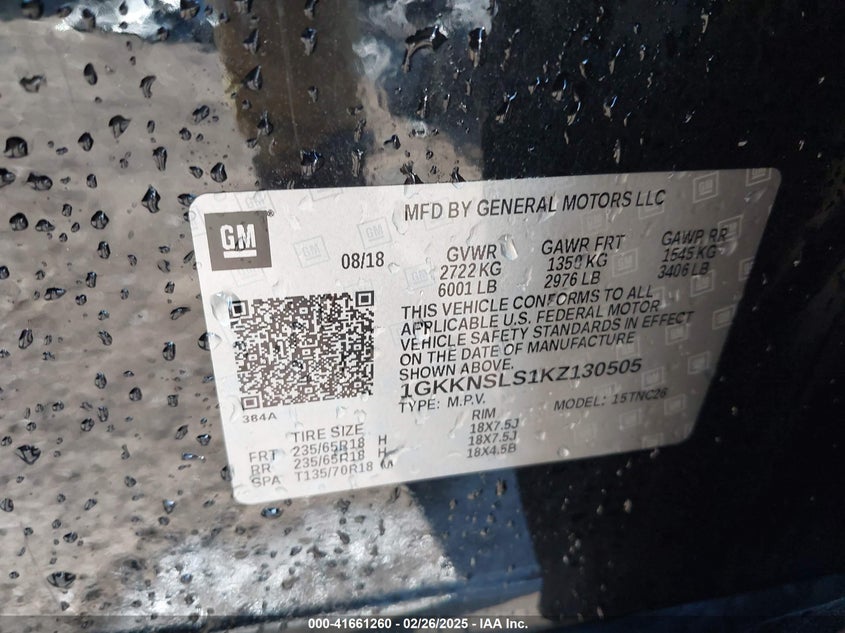 GM
MFD BY GENERAL MOTORS LLC
08/18
GVWR GAWR FRT GAWR RR
2722 KG 1350 KG 1545 KG
6001 LB 2976 LB 3406 LB
THIS VEHICLE CONFORMS TO ALL
APPLICABLE U.S. FEDERAL MOTOR
VEHICLE SAFETY STANDARDS IN EFFECT
ON THE DATE OF MANUFACTURE
SHOWN ABOVE.
1GKKNSLS1KZ130505
TYPE: M.P.V. MODEL: 1STNC26
384A
TIRE SIZE RIM
FRT 235/65R18 H 18X7.5J
RR 235/65R18 H 18X7.5J
SPA T135/70R18 M 18X4.5B
000-41661260 - 02/26/2025 - IAA Inc.